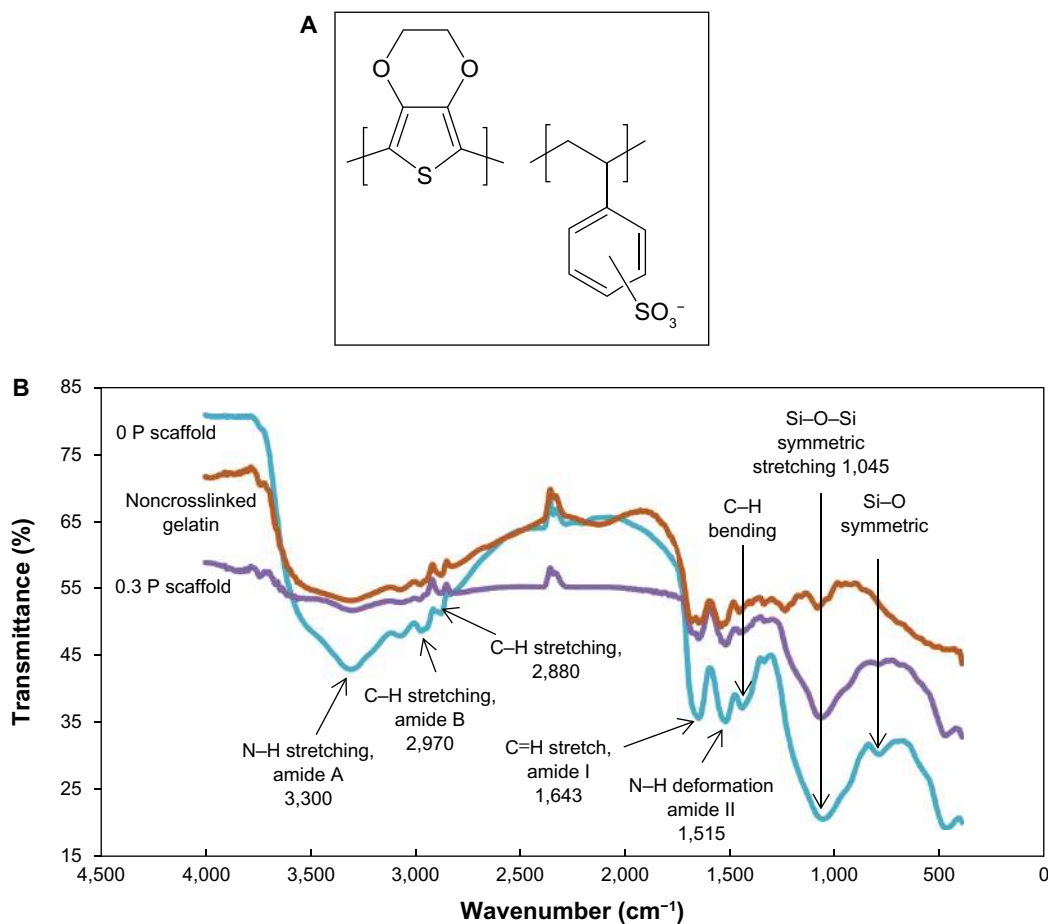 A
O
O
S
SO₃⁻
B
85
75
65
55
45
35
25
15
Transmittance (%)
0 P scaffold
Noncrosslinked
gelatin
0.3 P scaffold
N–H stretching,
amide A
3,300
C–H stretching,
amide B
2,970
C–H stretching,
2,880
C=H stretch,
amide I
1,643
N–H deformation
amide II
1,515
C–H
bending
Si–O–Si
symmetric
stretching 1,045
Si–O
symmetric
4,500
4,000
3,500
3,000
2,500
2,000
1,500
1,000
500
0
Wavenumber (cm⁻¹)